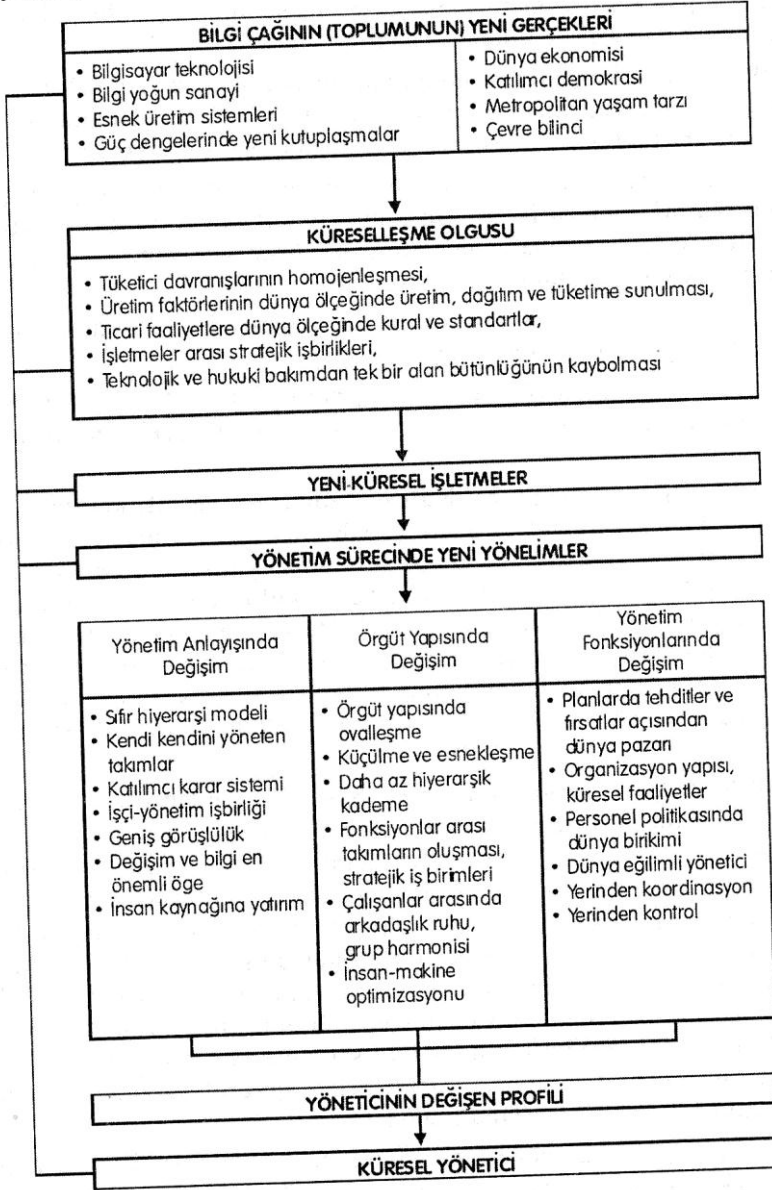 BİLGİ ÇAĞININ (TOPLUMUNUN) YENİ GERÇEKLERİ
• Bilgisayar teknolojisi
• Bilgi yoğun sanayi
• Esnek üretim sistemleri
• Güç dengelerinde yeni kutuplaşmalar
• Dünya ekonomisi
• Katılımcı demokrasi
• Metropolitan yaşam tarzı
• Çevre bilinci
KÜRESELLEŞME OLGUSU
• Tüketici davranışlarının homojenleşmesi,
• Üretim faktörlerinin dünya ölçeğinde üretim, dağıtım ve tüketime sunulması,
• Ticari faaliyetlere dünya ölçeğinde kural ve standartlar,
• İşletmeler arası stratejik işbirlikleri,
• Teknolojik ve hukuki bakımdan tek bir alan bütünlüğünün kaybolması
YENİ KÜRESEL İŞLETMELER
YÖNETİM SÜRECİNDE YENİ YÖNELİMLER
Yönetim Anlayışında
Değişim
• Sıfır hiyerarşi modeli
• Kendi kendini yöneten
takımlar
• Katılımcı karar sistemi
• İşçi-yönetim işbirliği
• Geniş görüşlülük
• Değişim ve bilgi en
önemli öge
• İnsan kaynağına yatırım
Örgüt Yapısında
Değişim
• Örgüt yapısında
ovalleşme
• Küçülme ve esnekleşme
• Daha az hiyerarşik
kademe
• Fonksiyonlar arası
takımların oluşması,
stratejik iş birimleri
• Çalışanlar arasında
arkadaşlık ruhu,
grup harmonisi
• İnsan-makine
optimizasyonu
Yönetim
Fonksiyonlarında
Değişim
• Planlarda tehditler ve
fırsatlar açısından
dünya pazarı
• Organizasyon yapısı,
küresel faaliyetler
• Personel politikasında
dünya birikimi
• Dünya eğilimli yönetici
• Yerinden koordinasyon
• Yerinden kontrol
YÖNETİCİNİN DEĞİŞEN PROFİLİ
KÜRESEL YÖNETİCİ